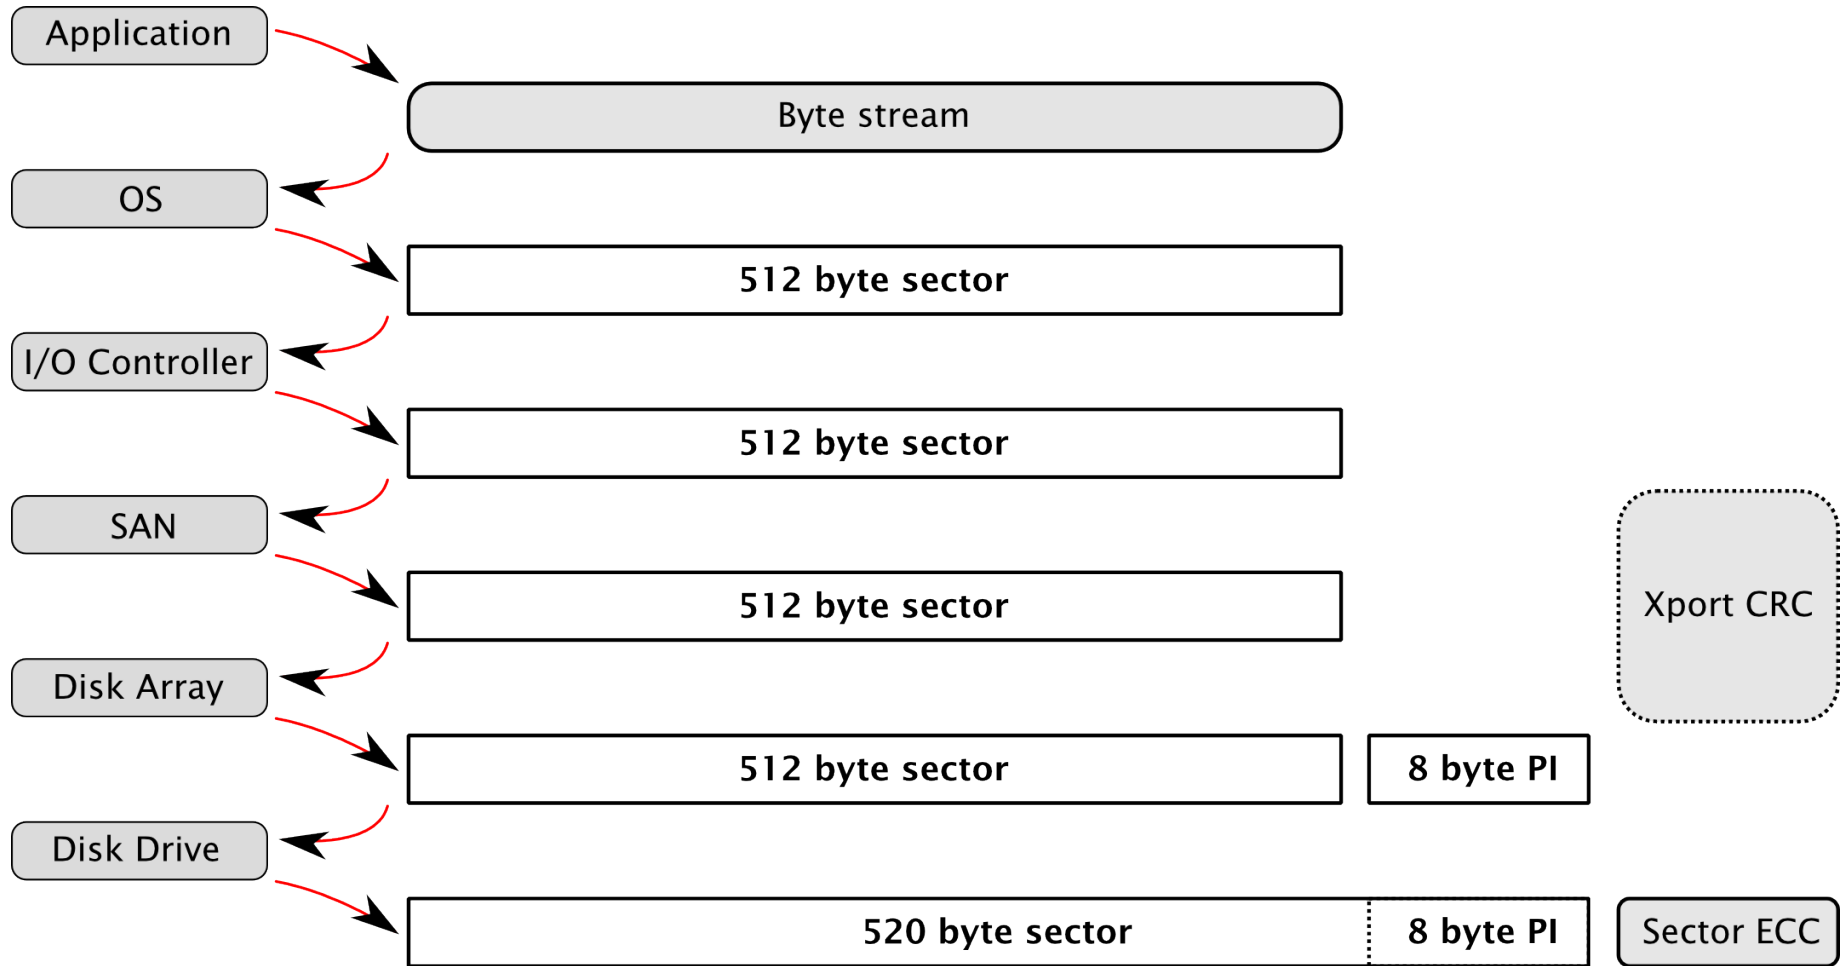 Application
Byte stream
OS
512 byte sector
I/O Controller
512 byte sector
SAN
512 byte sector
Xport CRC
Disk Array
512 byte sector
8 byte PI
Disk Drive
520 byte sector
8 byte PI
Sector ECC